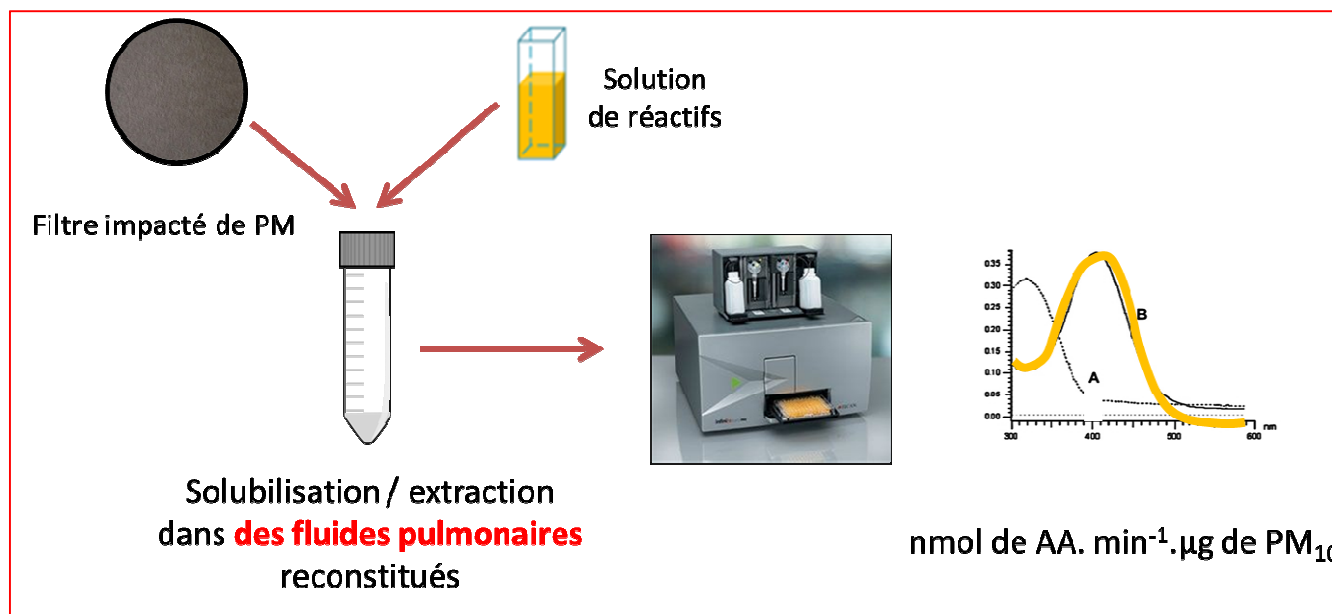 Solution
de réactifs
Filtre impacté de PM
Solubilisation / extraction
dans des fluides pulmonaires
reconstitués
0.35
0.30
0.25
0.20
0.15
0.10
0.05
0.00
A
B
300
400
500
600
nm
nmol de AA. min⁻¹.µg de PM₁₀